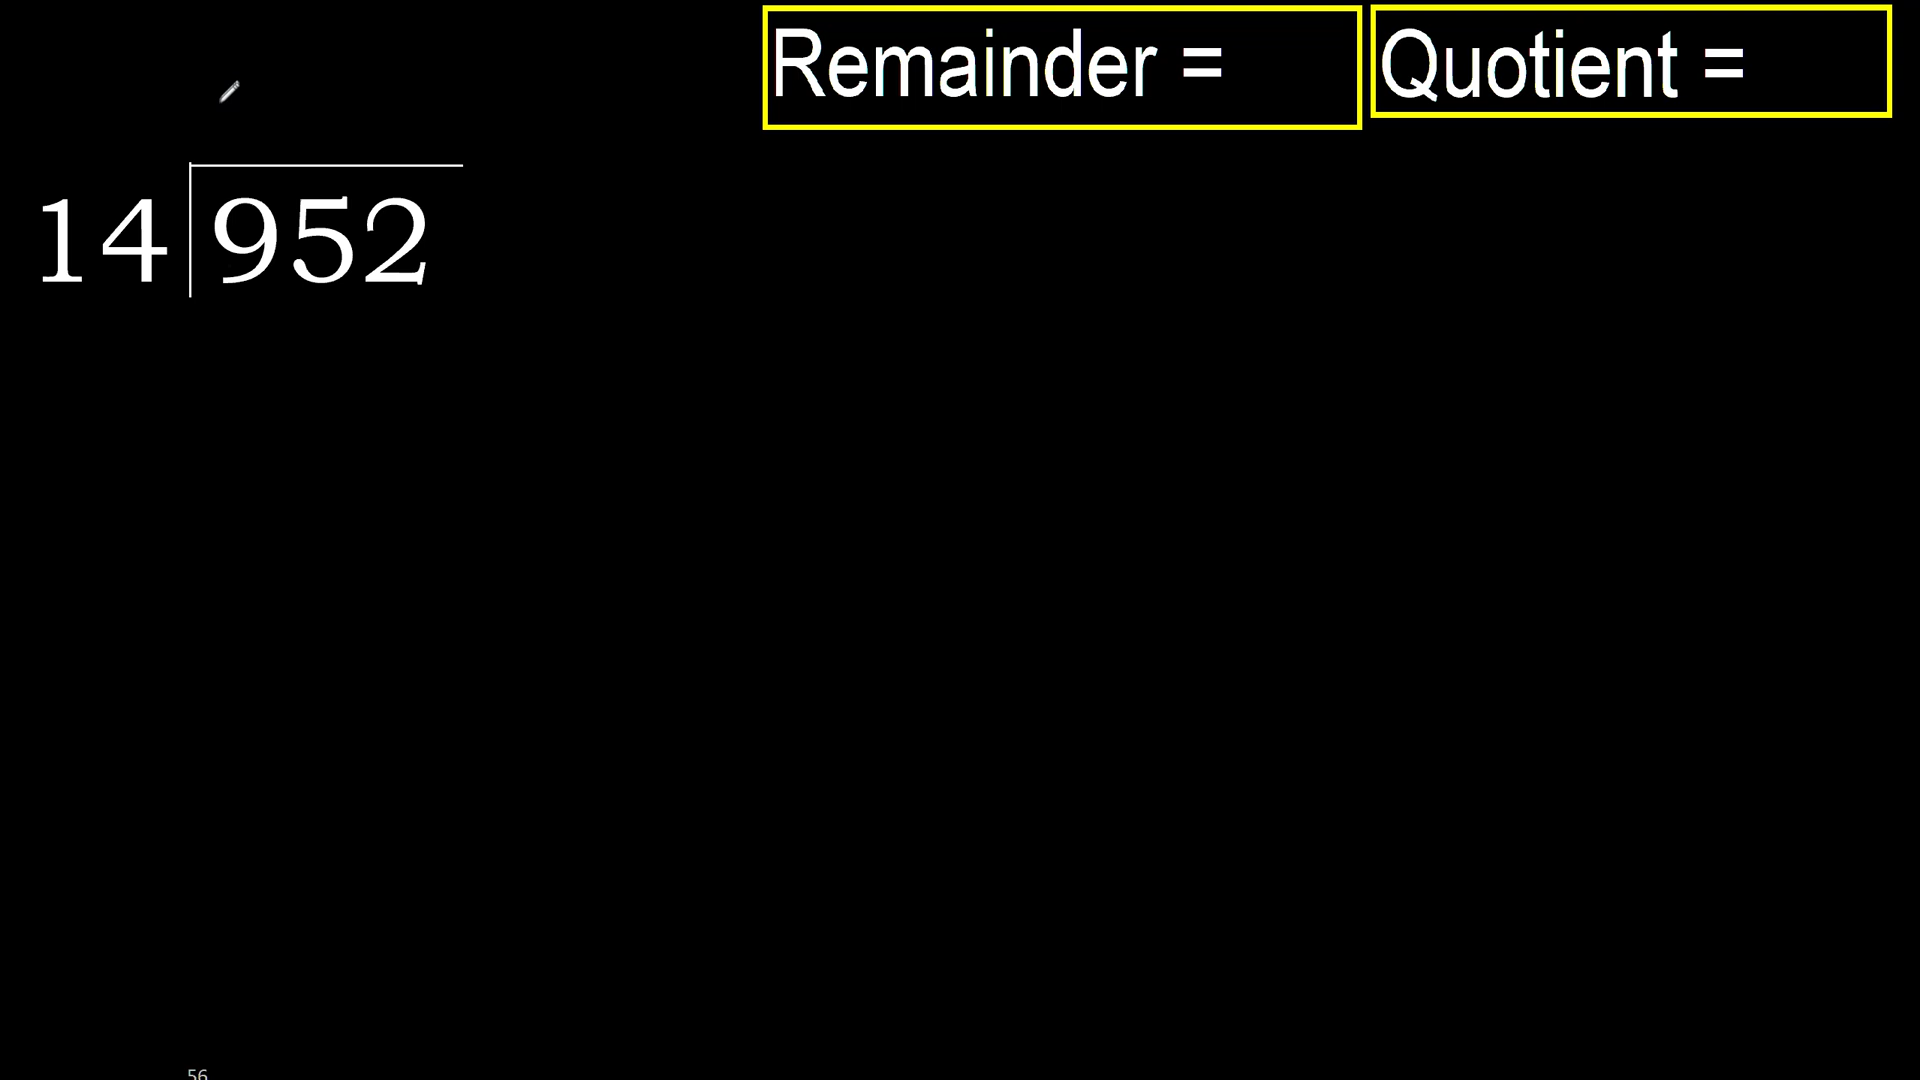 Remainder = Quotient =
14 952
56